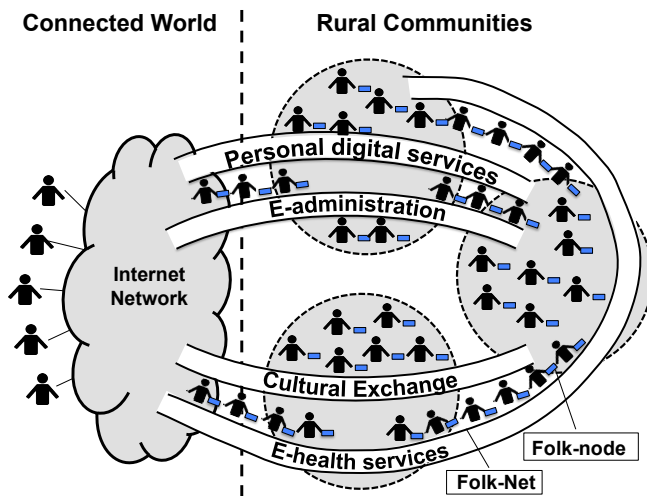 Connected World
Rural Communities
Personal digital services
E-administration
Internet
Network
Cultural Exchange
E-health services
Folk-node
Folk-Net